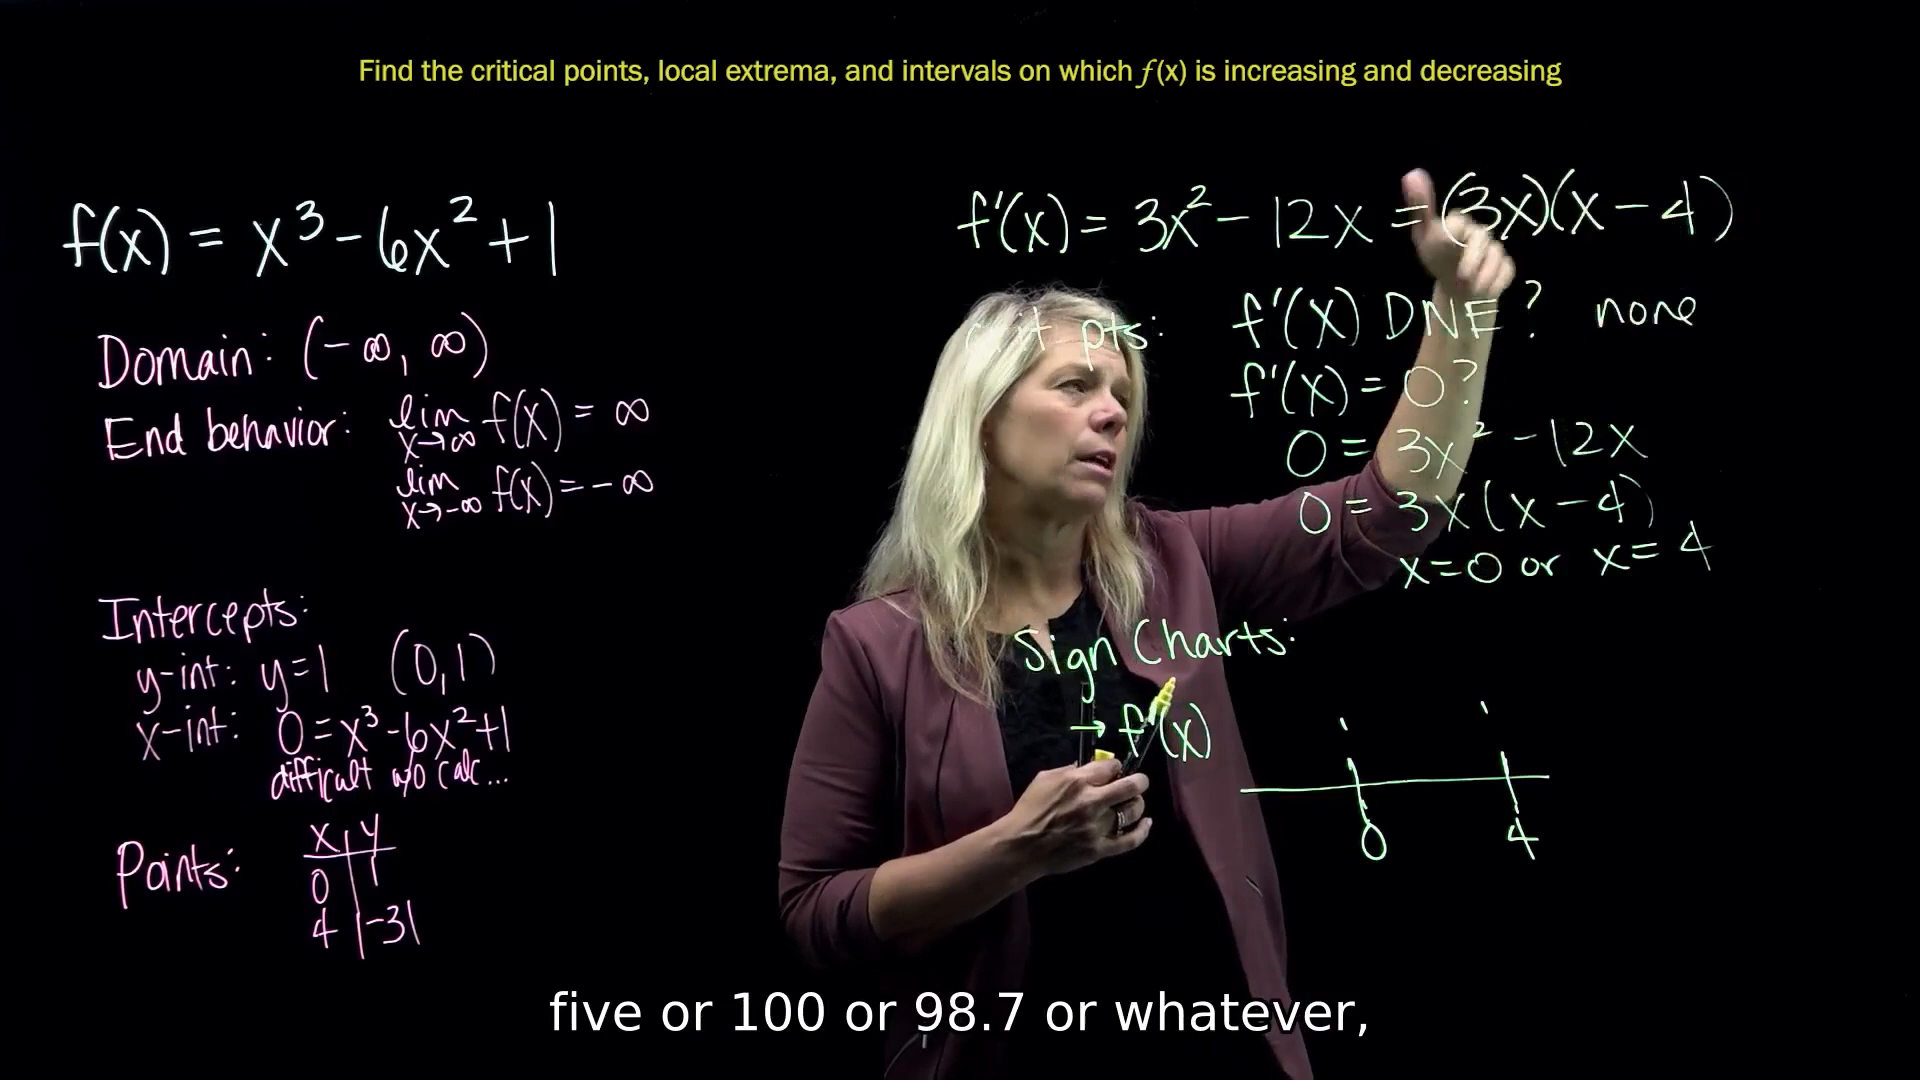 Find the critical points, local extrema, and intervals on which f(x) is increasing and decreasing
f(x) = x³ - 6x² + 1
Domain: (-∞, ∞)
End behavior: lim x→∞ f(x) = ∞
lim x→-∞ f(x) = -∞
Intercepts:
y-int: y=1 (0,1)
x-int: 0 = x³ - 6x² + 1
difficult w/o calc...
Points:
x | y
0 | 1
4 | -31
f'(x) = 3x² - 12x = (3x)(x - 4)
crit pts: f'(x) DNE? none
f'(x) = 0?
0 = 3x² - 12x
0 = 3x(x - 4)
x=0 or x=4
Sign Charts:
→ f'(x)
0 4
five or 100 or 98.7 or whatever,